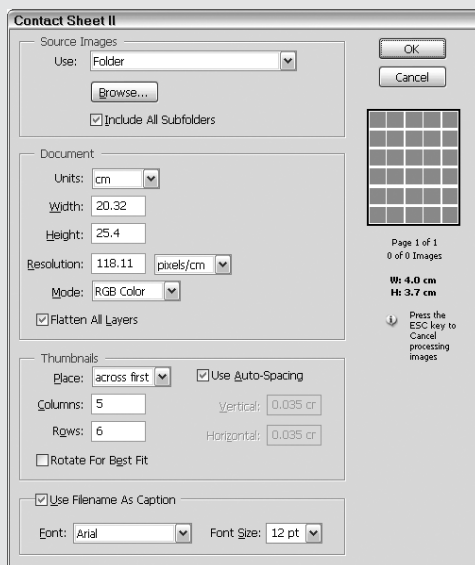 Contact Sheet II
Source Images
Use: Folder
Browse...
Include All Subfolders
Document
Units: cm
Width: 20.32
Height: 25.4
Resolution: 118.11 pixels/cm
Mode: RGB Color
Flatten All Layers
Thumbnails
Place: across first
Use Auto-Spacing
Columns: 5
Vertical: 0.035 cr
Rows: 6
Horizontal: 0.035 cr
Rotate For Best Fit
Use Filename As Caption
Font: Arial
Font Size: 12 pt
OK
Cancel
Page 1 of 1
0 of 0 Images
W: 4.0 cm
H: 3.7 cm
Press the
ESC key to
Cancel
processing
images